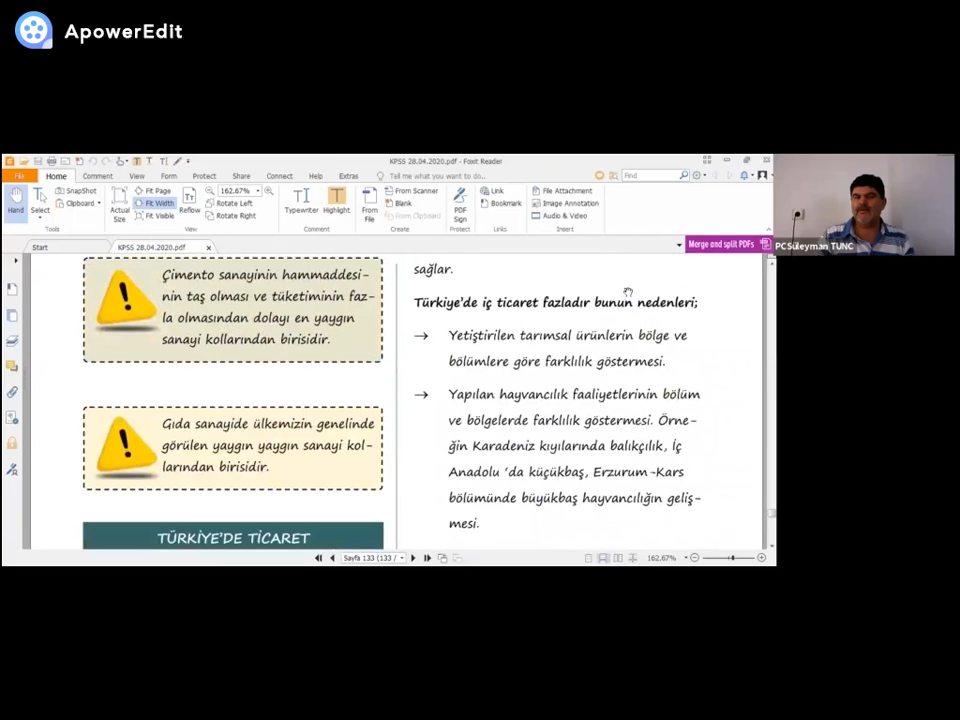 ApowerEdit
KPSS 28.04.2020.pdf - Foxit Reader
File Home Comment View Form Protect Share Connect Help Extras Tell me what you want to do.. Find
Hand
Select
SnapShot
Clipboard
Tools
Actual Size
Fit Page
Fit Width
Fit Visible
Reflow
162.67%
Rotate Left
Rotate Right
View
Typewriter
Highlight
Comment
From File
From Scanner
Blank
From Clipboard
Create
PDF Sign
Protect
Link
Bookmark
Links
File Attachment
Image Annotation
Audio & Video
Insert
Start
KPSS 28.04.2020.pdf
Merge and split PDFs
PCSüleyman TUNC
Çimento sanayinin hammaddesi-
nin taş olması ve tüketiminin faz-
la olmasından dolayı en yaygın
sanayi kollarından birisidir.
Gıda sanayide ülkemizin genelinde
görülen yaygın yaygın sanayi kol-
larından birisidir.
TÜRKİYE'DE TİCARET
sağlar.
Türkiye'de iç ticaret fazladır bunun nedenleri;
→ Yetiştirilen tarımsal ürünlerin bölge ve
bölümlere göre farklılık göstermesi.
→ Yapılan hayvancılık faaliyetlerinin bölüm
ve bölgelerde farklılık göstermesi. Örne-
ğin Karadeniz kıyılarında balıkçılık, İç
Anadolu 'da küçükbaş, Erzurum -Kars
bölümünde büyükbaş hayvancılığın geliş-
mesi.
Sayfa 133 (133 /
162.67%